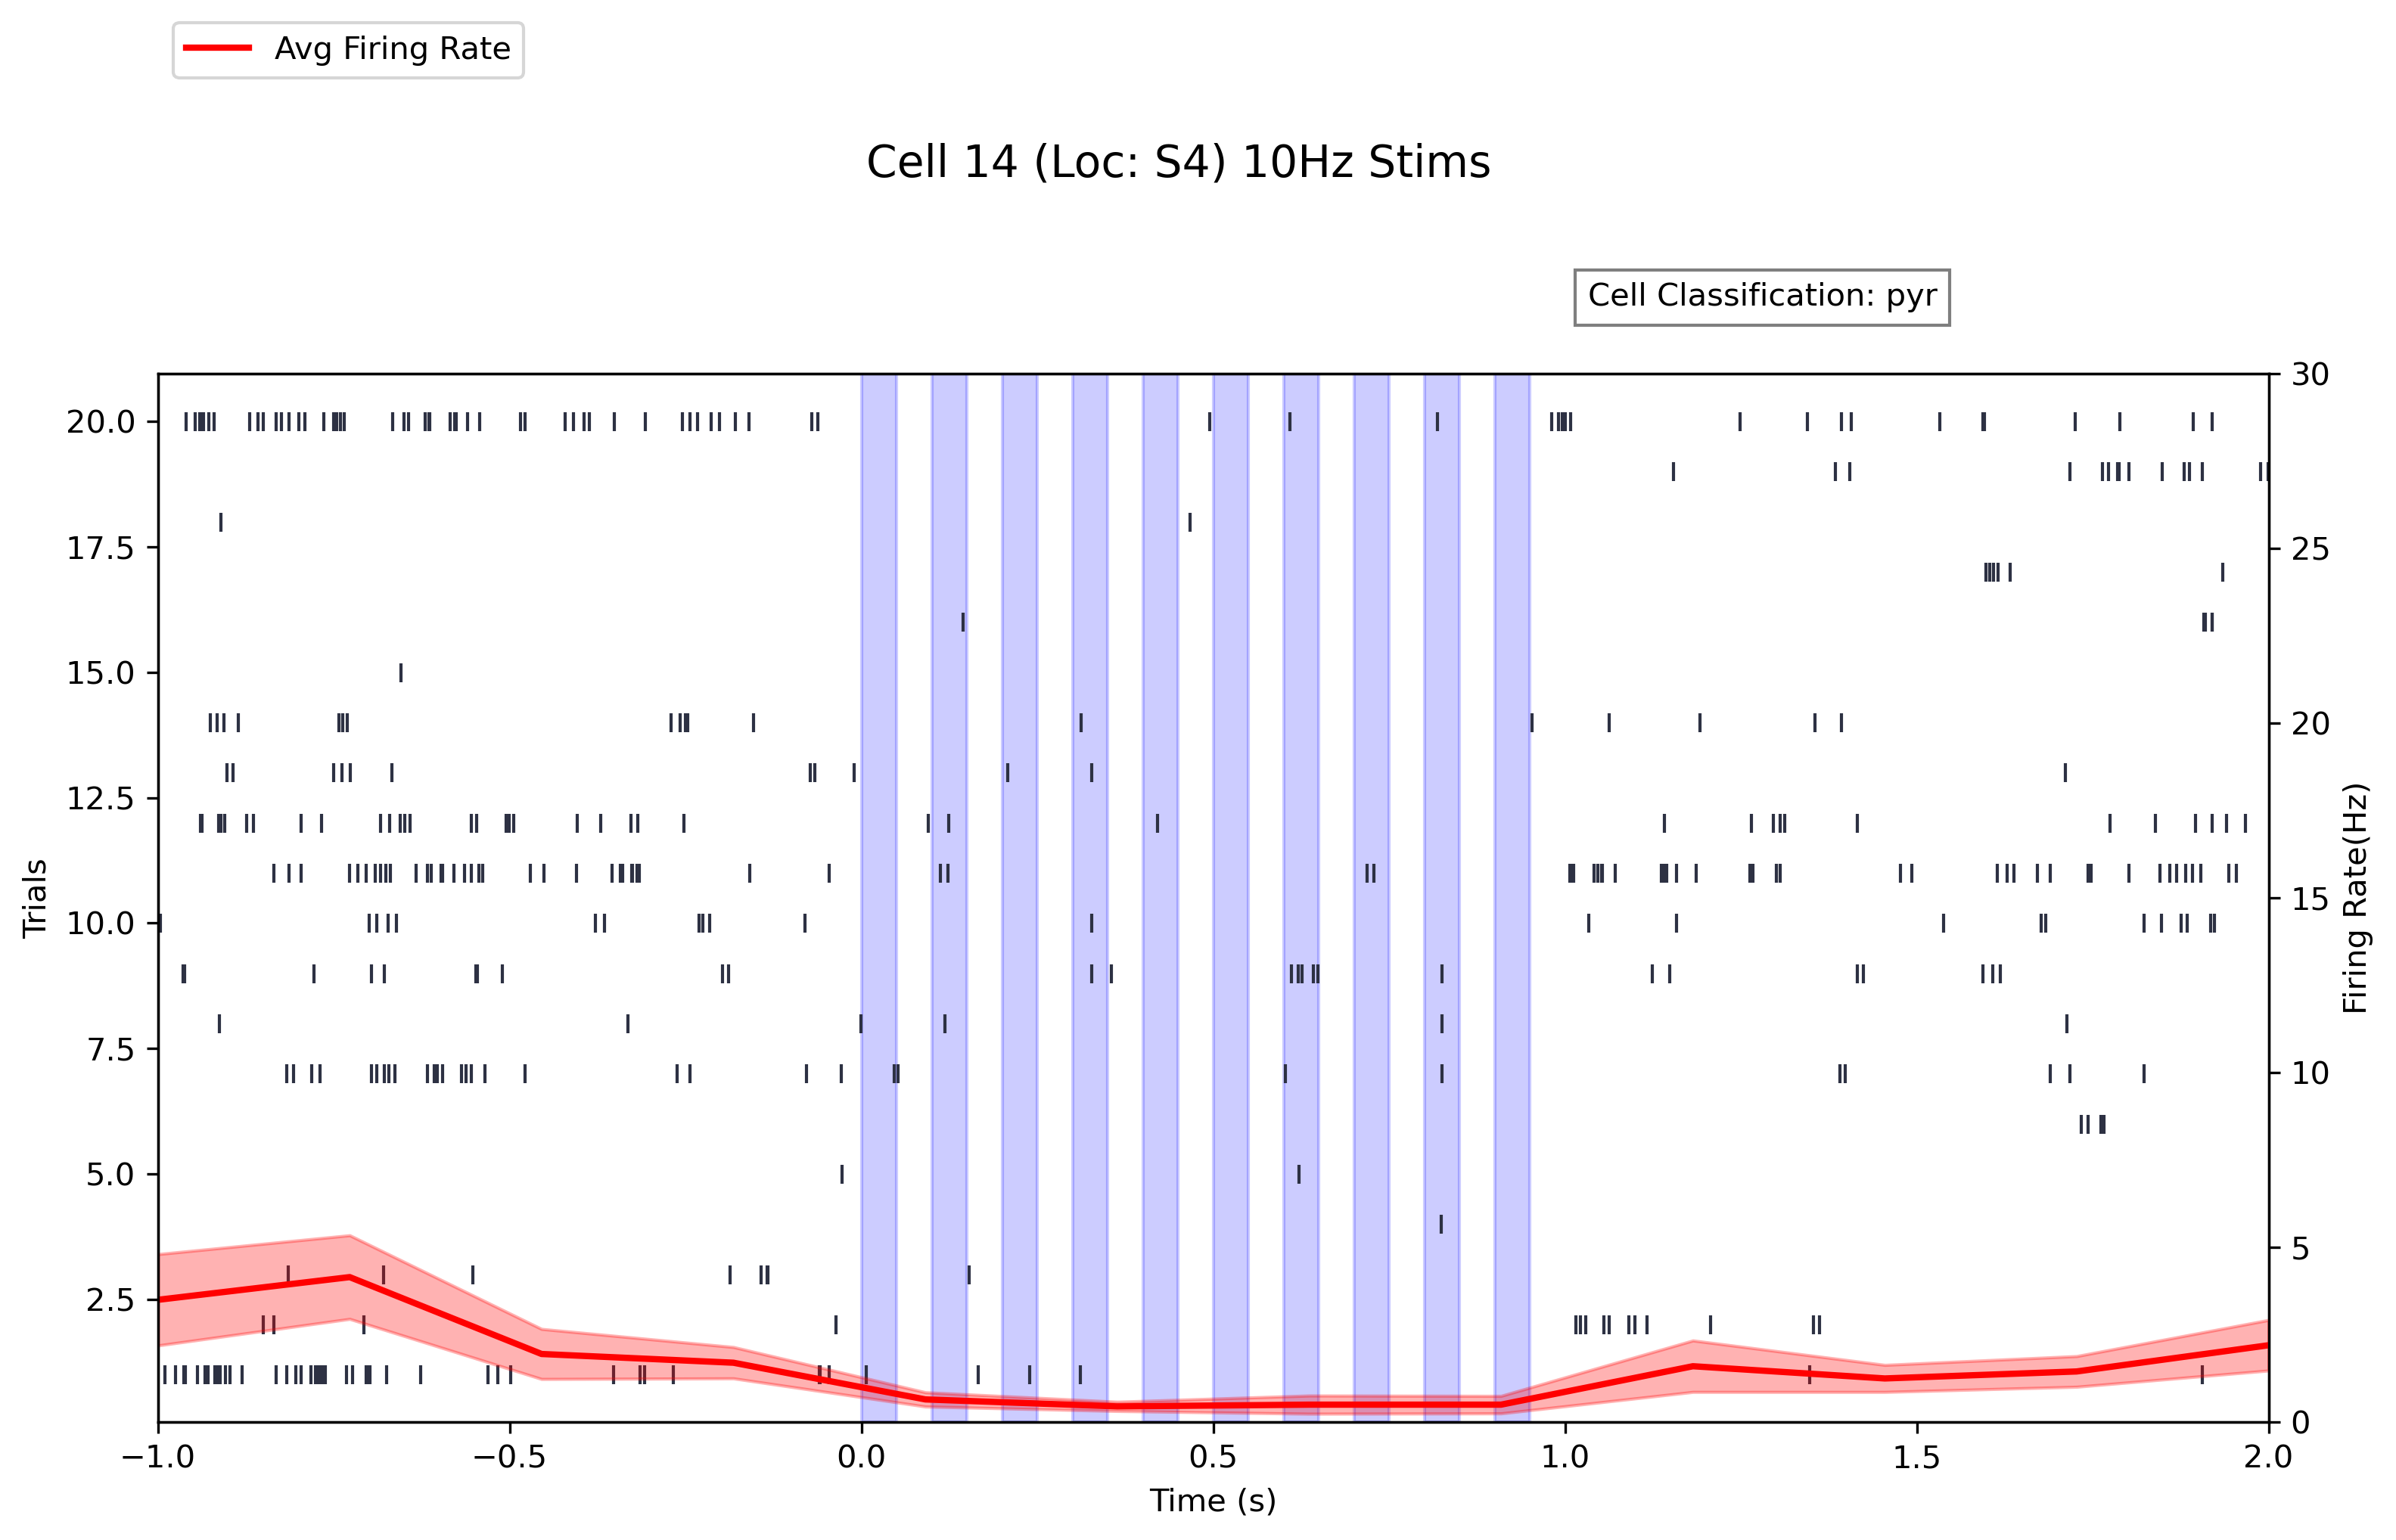 Avg Firing Rate
Cell 14 (Loc: S4) 10Hz Stims
Cell Classification: pyr
20.0
17.5
15.0
12.5
10.0
7.5
5.0
2.5
Trials
30
25
20
15
10
5
0
Firing Rate(Hz)
−1.0 −0.5 0.0 0.5 1.0 1.5 2.0
Time (s)